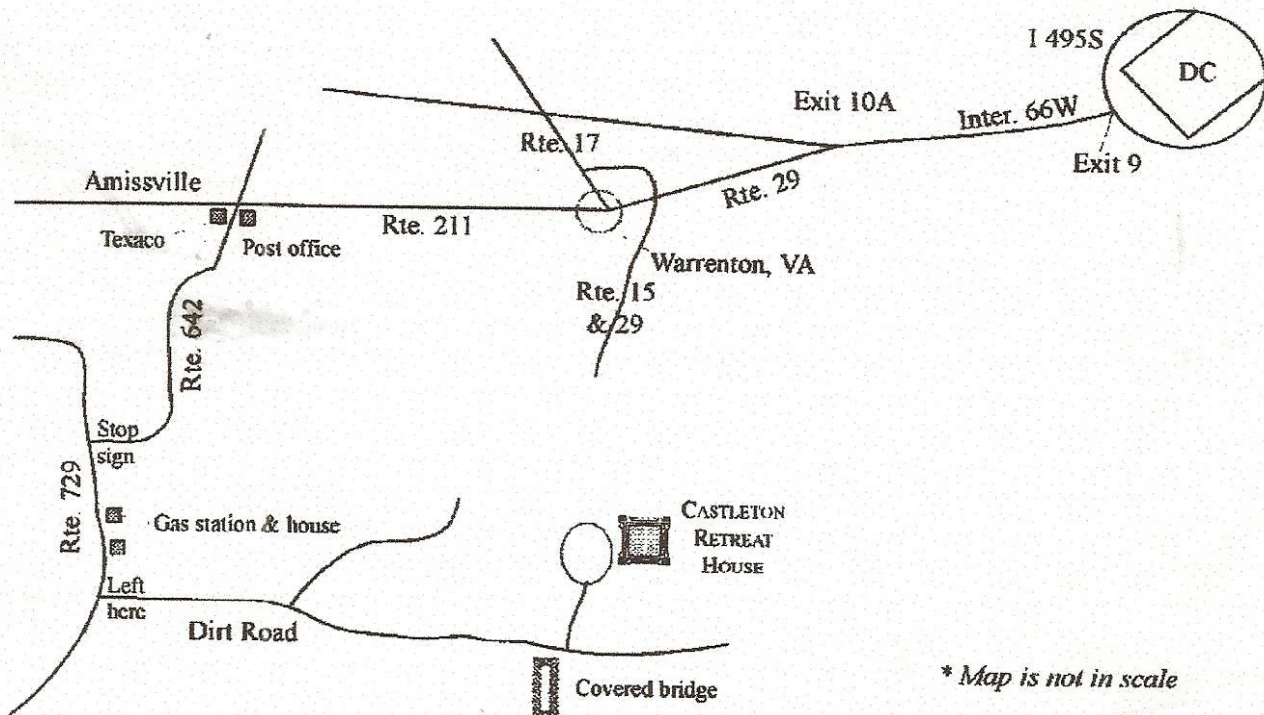 I 495S
DC
Exit 10A
Inter. 66W
Exit 9
Rte. 17
Rte. 29
Amissville
Rte. 211
Texaco
Post office
Warrenton, VA
Rte. 15
& 29
Rte. 642
Stop
sign
Rte. 729
Gas station & house
CASTLETON
RETREAT
HOUSE
Left
here
Dirt Road
Covered bridge
* Map is not in scale